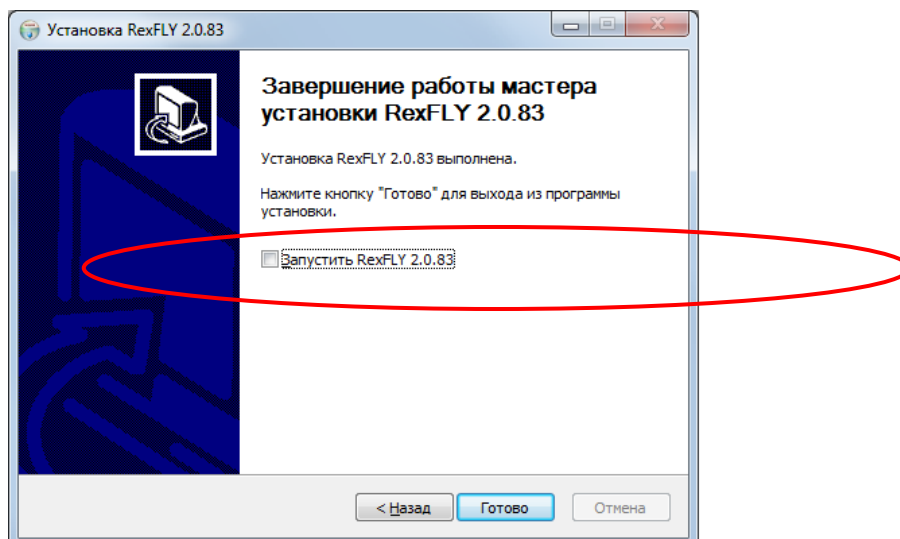 Установка RexFLY 2.0.83
Завершение работы мастера
установки RexFLY 2.0.83
Установка RexFLY 2.0.83 выполнена.
Нажмите кнопку "Готово" для выхода из программы
установки.
Запустить RexFLY 2.0.83
< Назад Готово Отмена